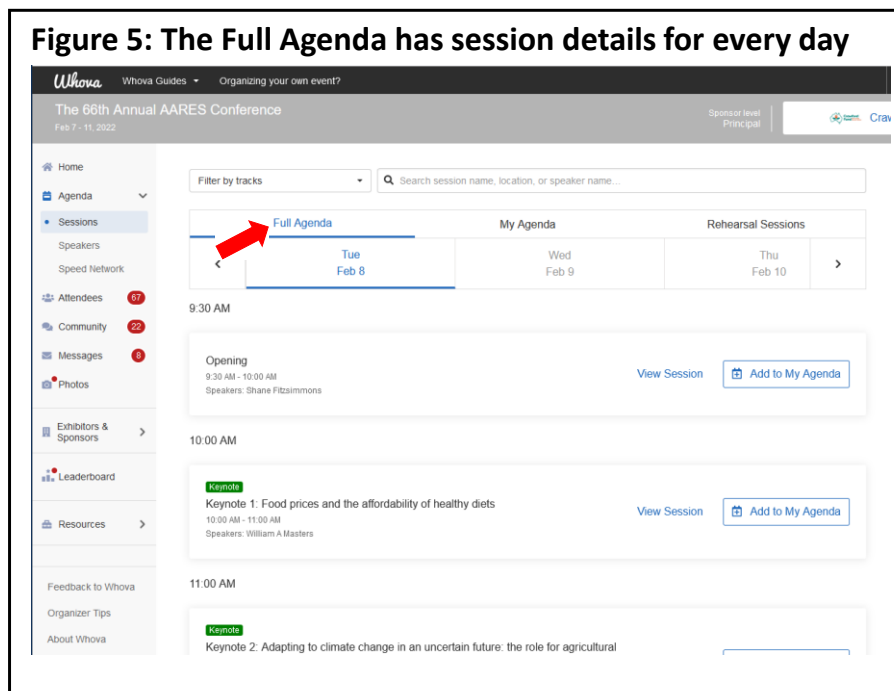 Figure 5: The Full Agenda has session details for every day
Whova Whova Guides Organizing your own event?
The 66th Annual AARES Conference
Feb 7 - 11, 2022
Sponsor level
Principal
Craw
Home
Agenda
Sessions
Speakers
Speed Network
Attendees 67
Community 22
Messages 8
Photos
Exhibitors &
Sponsors
Leaderboard
Resources
Feedback to Whova
Organizer Tips
About Whova
Filter by tracks
Search session name, location, or speaker name...
Full Agenda My Agenda Rehearsal Sessions
Tue Wed Thu
Feb 8 Feb 9 Feb 10
9:30 AM
Opening
9:30 AM - 10:00 AM
Speakers: Shane Fitzsimmons
View Session Add to My Agenda
10:00 AM
Keynote
Keynote 1: Food prices and the affordability of healthy diets
10:00 AM - 11:00 AM
Speakers: William A Masters
View Session Add to My Agenda
11:00 AM
Keynote
Keynote 2: Adapting to climate change in an uncertain future: the role for agricultural